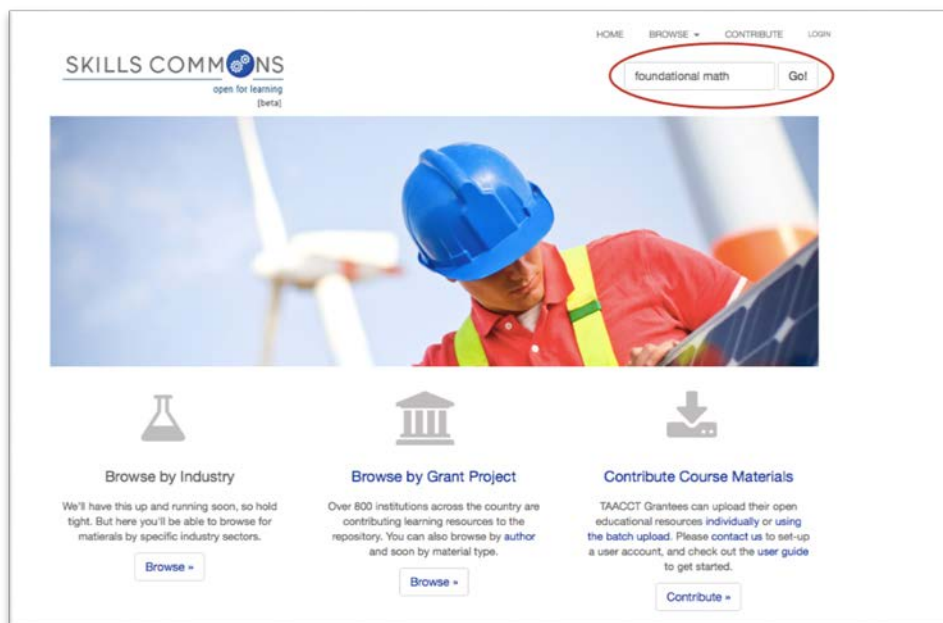 HOME BROWSE CONTRIBUTE LOGIN
SKILLS COMMONS
open for learning
[beta]
foundational math Go!
Browse by Industry
We'll have this up and running soon, so hold
tight. But here you'll be able to browse for
matierals by specific industry sectors.
Browse »
Browse by Grant Project
Over 800 institutions across the country are
contributing learning resources to the
repository. You can also browse by author
and soon by material type.
Browse »
Contribute Course Materials
TAACCT Grantees can upload their open
educational resources individually or using
the batch upload. Please contact us to set-up
a user account, and check out the user guide
to get started.
Contribute »